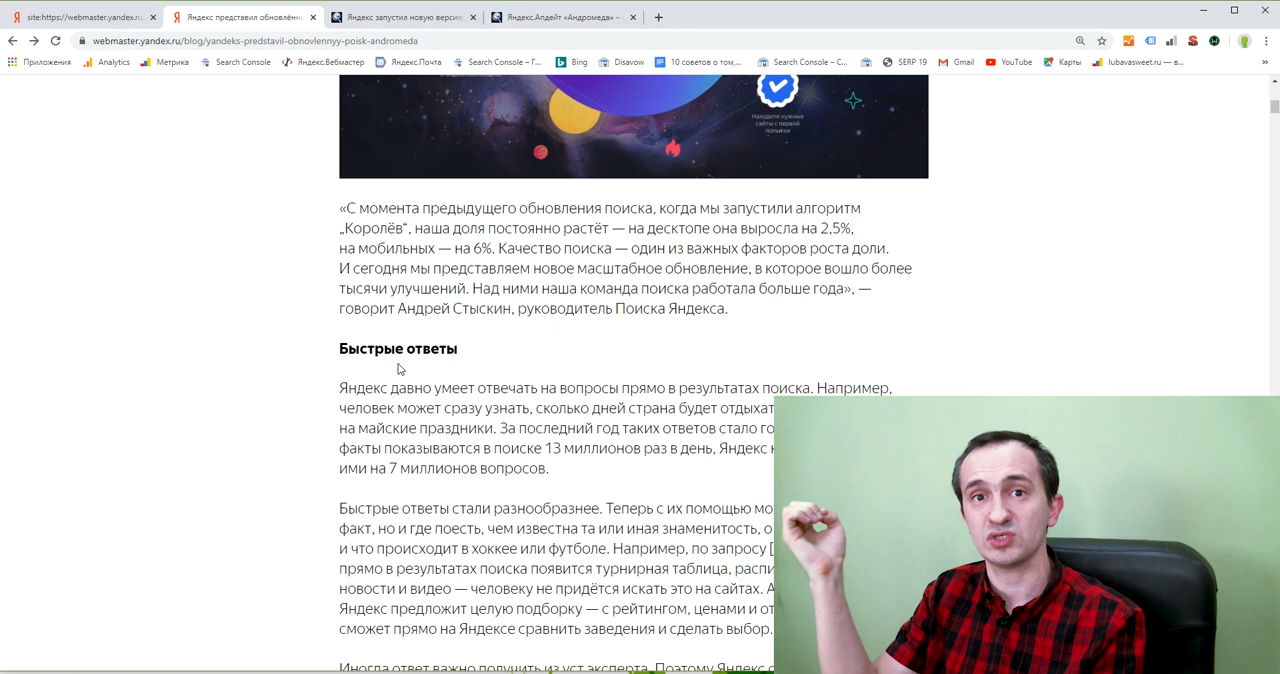 site:https://webmaster.yandex.ru
Яндекс представил обновлённый
Яндекс запустил новую версию
Яндекс.Апдейт «Андромеда» –
webmaster.yandex.ru/blog/yandeks-predstavil-obnovlennyy-poisk-andromeda
Приложения
Analytics
Метрика
Search Console
Яндекс.Вебмастер
Яндекс.Почта
Search Console – Г...
Bing
Disavow
10 советов о том,...
Search Console – С...
SERP 19
Gmail
YouTube
Карты
lubavasweet.ru — в...
Находите нужные
сайты с первой
попытки
«С момента предыдущего обновления поиска, когда мы запустили алгоритм
„Королёв“, наша доля постоянно растёт — на десктопе она выросла на 2,5%,
на мобильных — на 6%. Качество поиска — один из важных факторов роста доли.
И сегодня мы представляем новое масштабное обновление, в которое вошло более
тысячи улучшений. Над ними наша команда поиска работала больше года», —
говорит Андрей Стыскин, руководитель Поиска Яндекса.
Быстрые ответы
Яндекс давно умеет отвечать на вопросы прямо в результатах поиска. Например,
человек может сразу узнать, сколько дней страна будет отдыхат
на майские праздники. За последний год таких ответов стало го
факты показываются в поиске 13 миллионов раз в день, Яндекс
ими на 7 миллионов вопросов.
Быстрые ответы стали разнообразнее. Теперь с их помощью мо
факт, но и где поесть, чем известна та или иная знаменитость, о
и что происходит в хоккее или футболе. Например, по запросу [
прямо в результатах поиска появится турнирная таблица, распи
новости и видео — человеку не придётся искать это на сайтах. А
Яндекс предложит целую подборку — с рейтингом, ценами и от
сможет прямо на Яндексе сравнить заведения и сделать выбор.
Иногда ответ важно получить из уст эксперта. Поэтому Яндекс